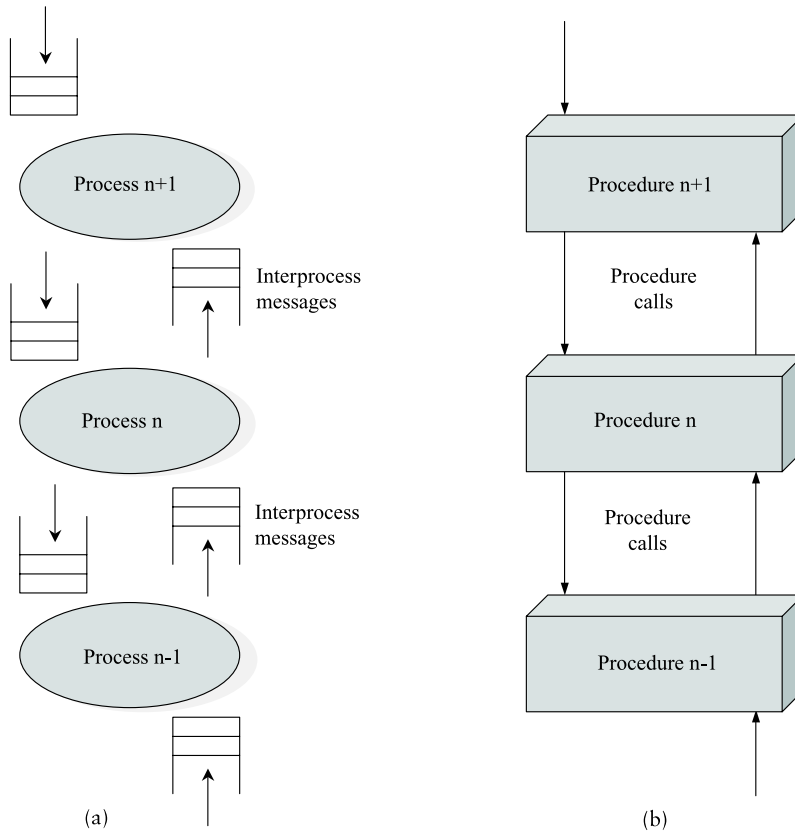 Process n+1
Interprocess
messages
Process n
Interprocess
messages
Process n-1
(a)
Procedure n+1
Procedure
calls
Procedure n
Procedure
calls
Procedure n-1
(b)